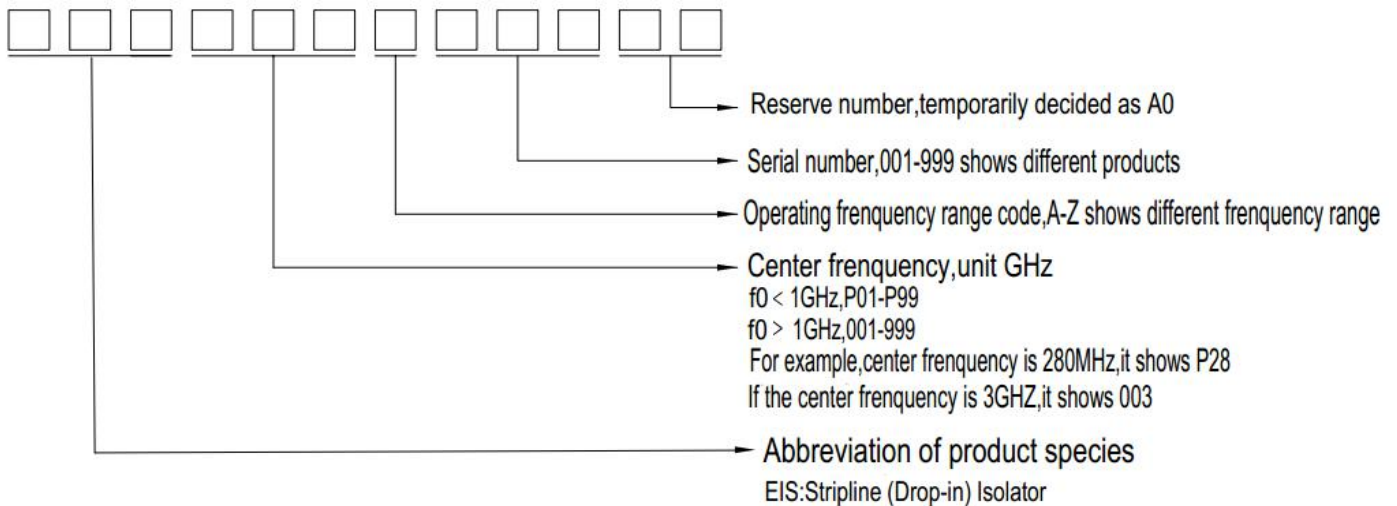 Reserve number,temporarily decided as A0
Serial number,001-999 shows different products
Operating frenquency range code,A-Z shows different frenquency range
Center frenquency,unit GHz
f0 < 1GHz,P01-P99
f0 > 1GHz,001-999
For example,center frenquency is 280MHz,it shows P28
If the center frenquency is 3GHZ,it shows 003
Abbreviation of product species
EIS:Stripline (Drop-in) Isolator